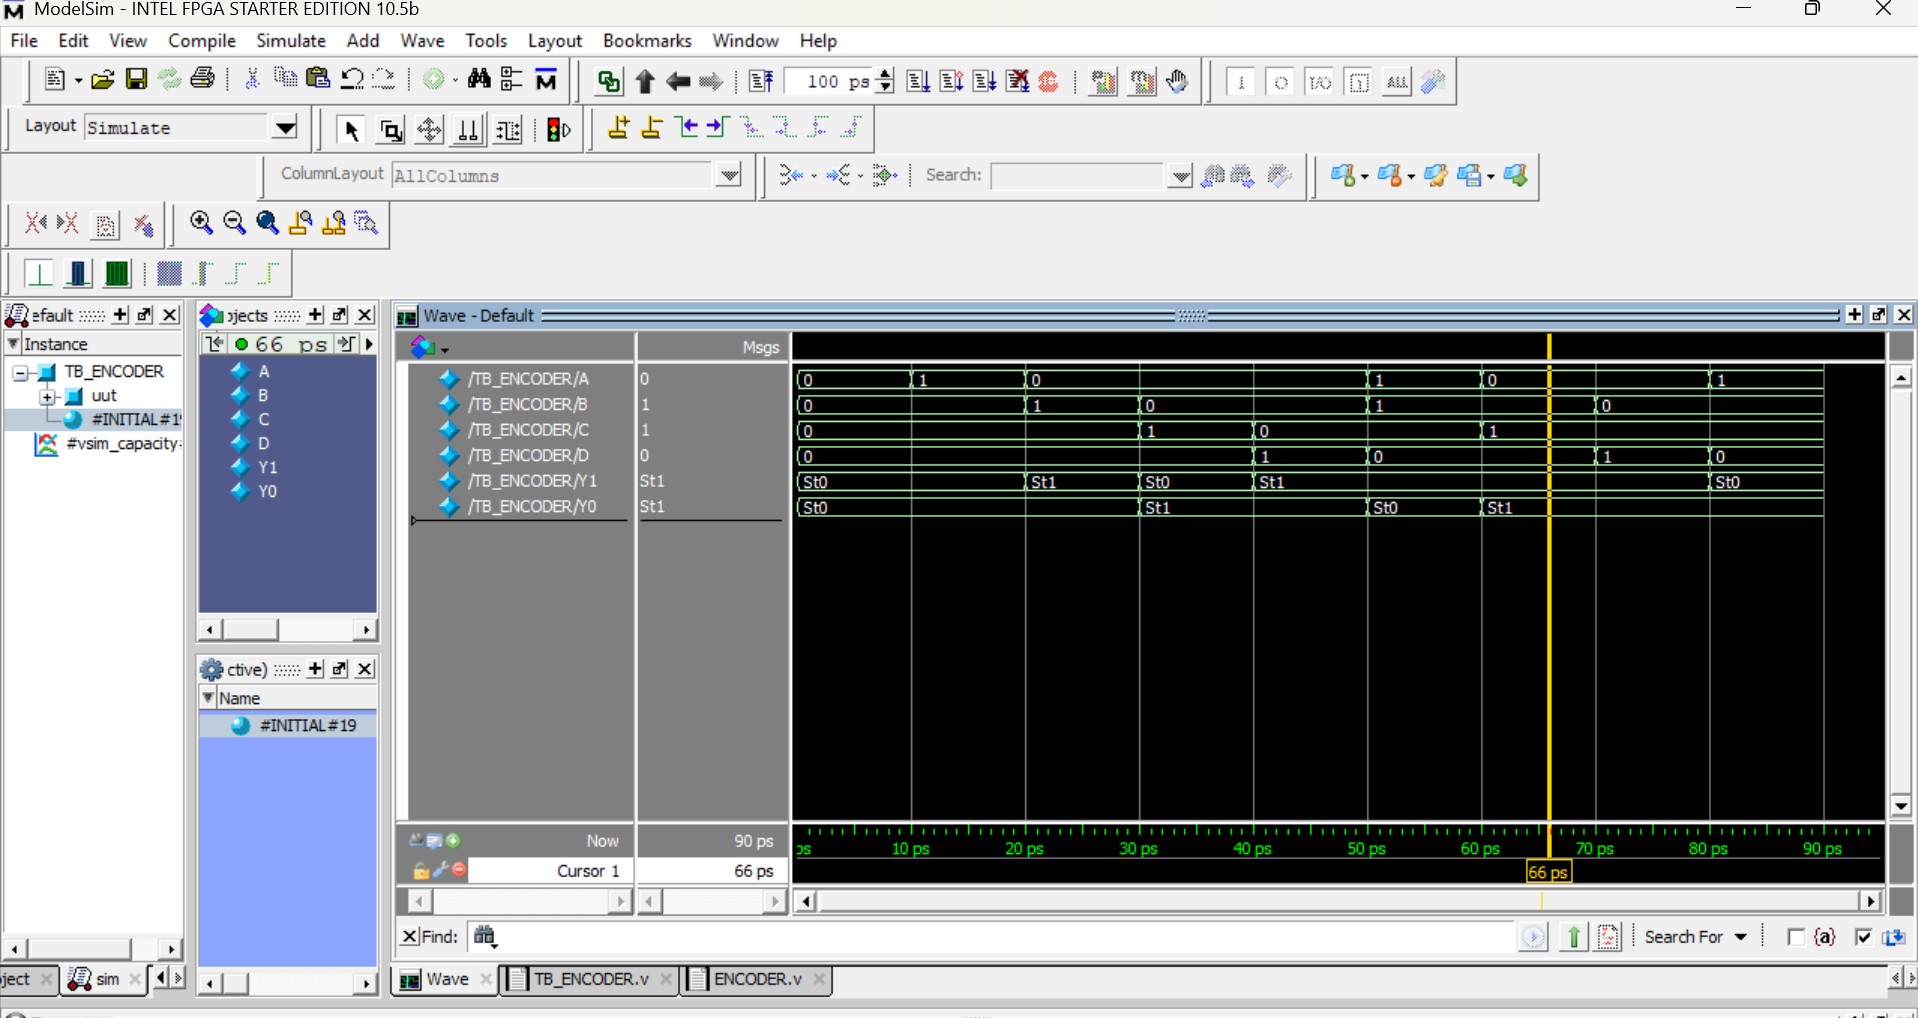 ModelSim - INTEL FPGA STARTER EDITION 10.5b
File Edit View Compile Simulate Add Wave Tools Layout Bookmarks Window Help
100 ps
ALL
Layout Simulate
ColumnLayout AllColumns
Search:
efault
Instance
TB_ENCODER
uut
#INITIAL#19
#vsim_capacity
jects
66 ps
A
B
C
D
Y1
Y0
ctive)
Name
#INITIAL#19
Wave - Default
Msgs
/TB_ENCODER/A 0 0 1 0 1 0 1
/TB_ENCODER/B 1 0 1 0 1 0
/TB_ENCODER/C 1 0 1 0 1
/TB_ENCODER/D 0 0 1 0 1 0
/TB_ENCODER/Y1 St1 St0 St1 St0 St1 St0
/TB_ENCODER/Y0 St1 St0 St1 St0 St1
Now 90 ps
ps 10 ps 20 ps 30 ps 40 ps 50 ps 60 ps 70 ps 80 ps 90 ps
Cursor 1 66 ps
66 ps
Find:
Search For
{a}
ject sim
Wave TB_ENCODER.v ENCODER.v